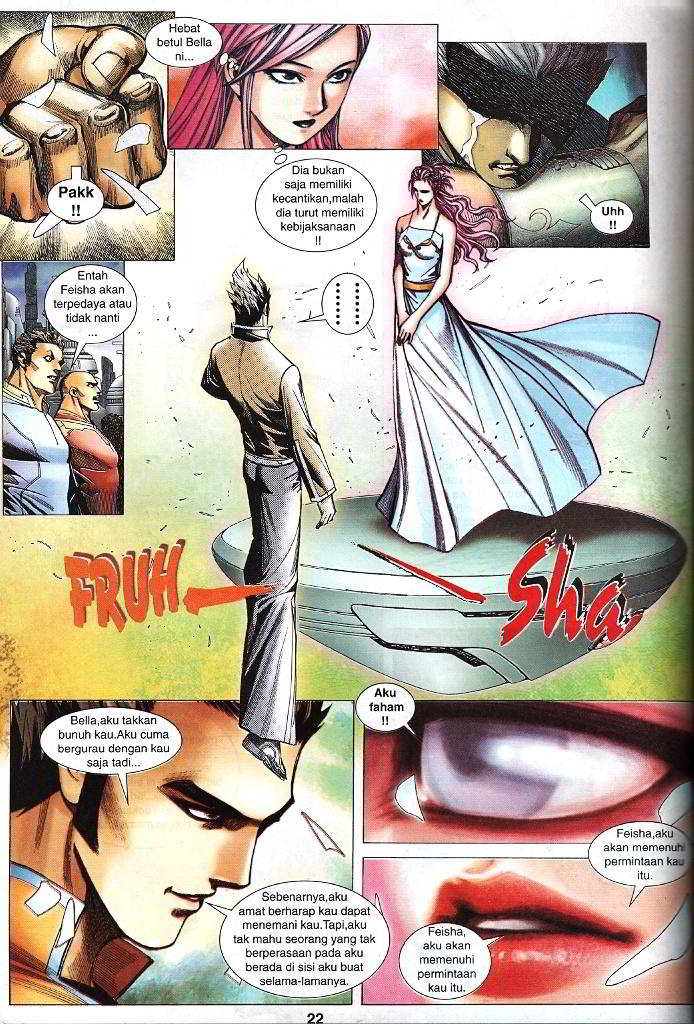 Hebat
betul Bella
ni...
Pakk
!!
Dia bukan
saja memiliki
kecantikan,malah
dia turut memiliki
kebijaksanaan
!!
Uhh
!!
Entah
Feisha akan
terpedaya atau
tidak nanti
...
FRUH
Sha
Bella,aku takkan
bunuh kau.Aku cuma
bergurau dengan kau
saja tadi...
Aku
faham
!!
Sebenarnya,aku
amat berharap kau dapat
menemani kau.Tapi,aku
tak mahu seorang yang tak
berperasaan pada aku
berada di sisi aku buat
selama-lamanya.
Feisha,aku
akan memenuhi
permintaan kau
itu.
Feisha,
aku akan
memenuhi
permintaan
kau itu.
22